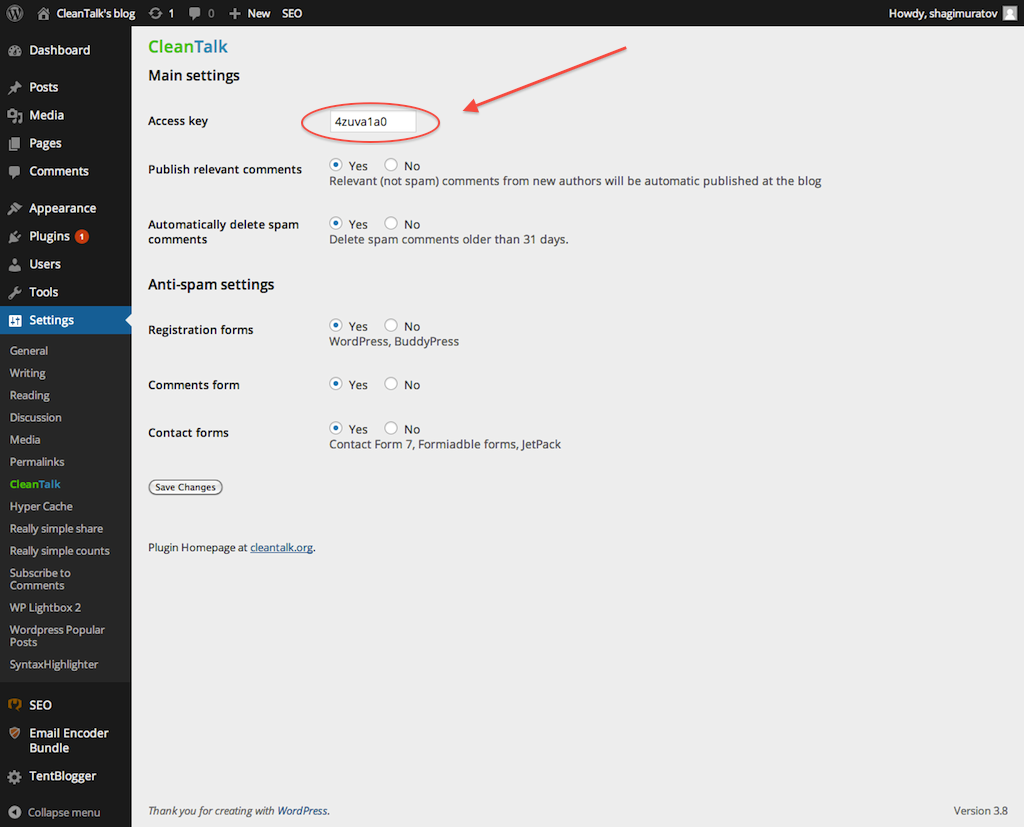 CleanTalk's blog 1 0 New SEO Howdy, shagimuratov
Dashboard
Posts
Media
Pages
Comments
Appearance
Plugins 1
Users
Tools
Settings
General
Writing
Reading
Discussion
Media
Permalinks
CleanTalk
Hyper Cache
Really simple share
Really simple counts
Subscribe to
Comments
WP Lightbox 2
Wordpress Popular
Posts
SyntaxHighlighter
SEO
Email Encoder
Bundle
TentBlogger
Collapse menu
CleanTalk
Main settings
Access key 4zuva1a0
Publish relevant comments Yes No
Relevant (not spam) comments from new authors will be automatic published at the blog
Automatically delete spam Yes No
comments Delete spam comments older than 31 days.
Anti-spam settings
Registration forms Yes No
WordPress, BuddyPress
Comments form Yes No
Contact forms Yes No
Contact Form 7, Formiadble forms, JetPack
Save Changes
Plugin Homepage at cleantalk.org.
Thank you for creating with WordPress. Version 3.8